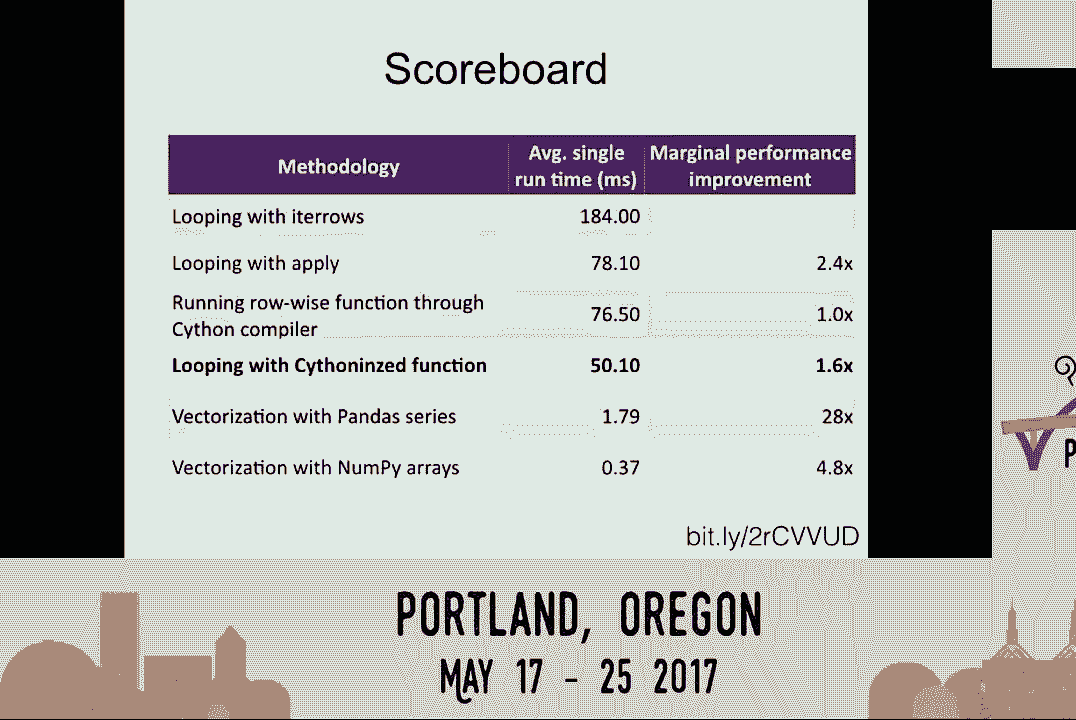 Scoreboard
Methodology Avg. single run time (ms) Marginal performance improvement
Looping with iterrows 184.00
Looping with apply 78.10 2.4x
Running row-wise function through Cython compiler 76.50 1.0x
Looping with Cythoninzed function 50.10 1.6x
Vectorization with Pandas series 1.79 28x
Vectorization with NumPy arrays 0.37 4.8x
bit.ly/2rCVVUD
PORTLAND, OREGON
MAY 17 - 25 2017